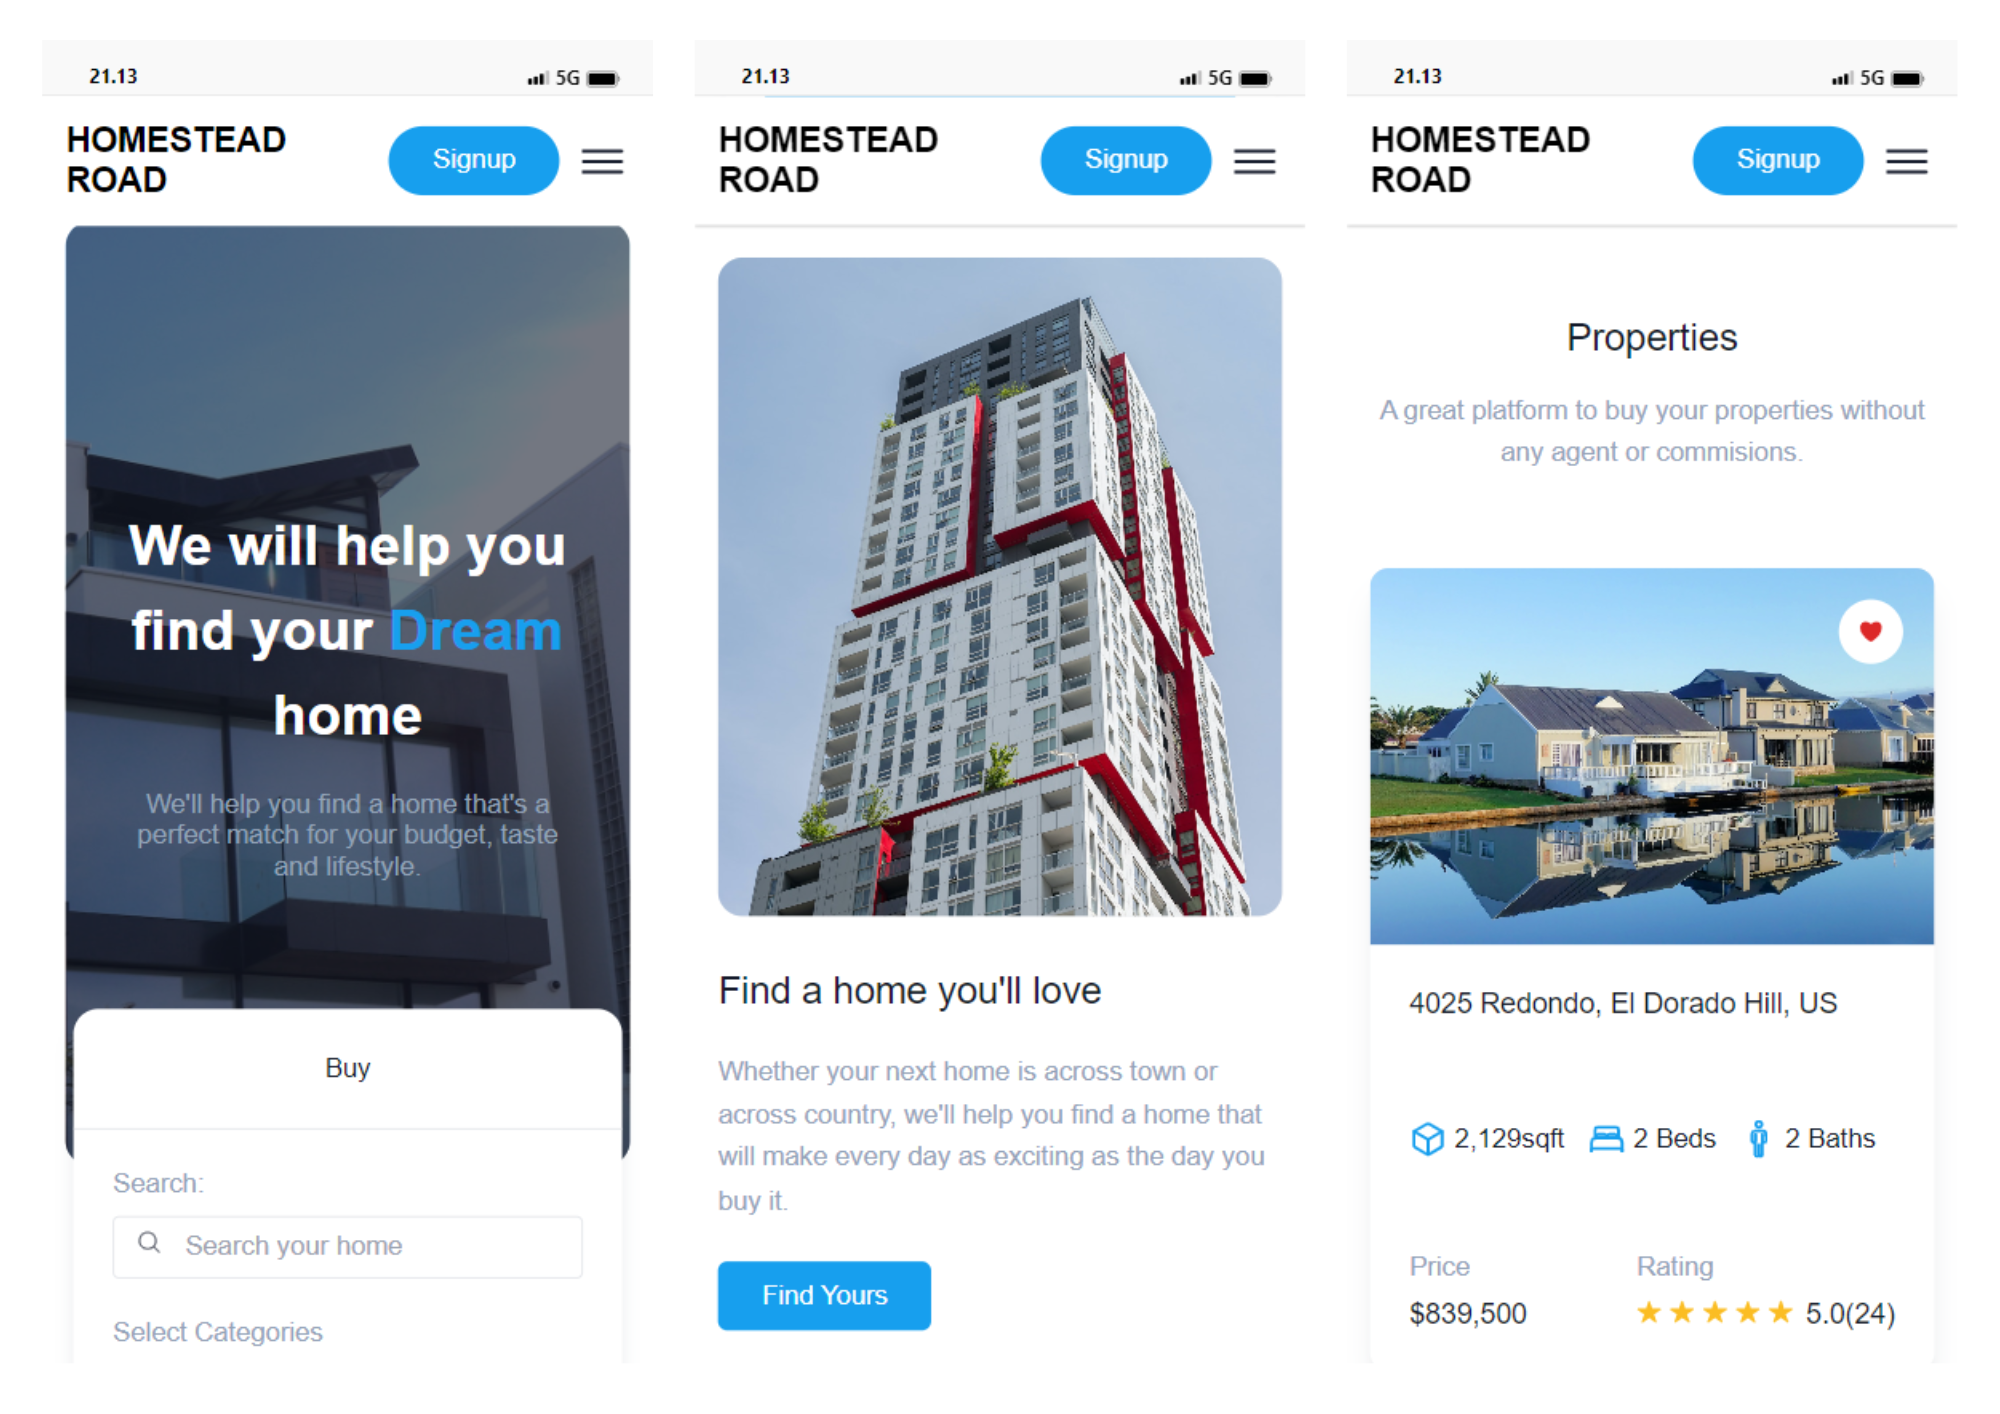 21.13
5G
HOMESTEAD
ROAD
Signup
We will help you
find your Dream
home
We'll help you find a home that's a
perfect match for your budget, taste
and lifestyle.
Buy
Search:
Search your home
Select Categories
21.13
5G
HOMESTEAD
ROAD
Signup
Find a home you'll love
Whether your next home is across town or
across country, we'll help you find a home that
will make every day as exciting as the day you
buy it.
Find Yours
21.13
5G
HOMESTEAD
ROAD
Signup
Properties
A great platform to buy your properties without
any agent or commisions.
4025 Redondo, El Dorado Hill, US
2,129sqft 2 Beds 2 Baths
Price Rating
$839,500 5.0(24)